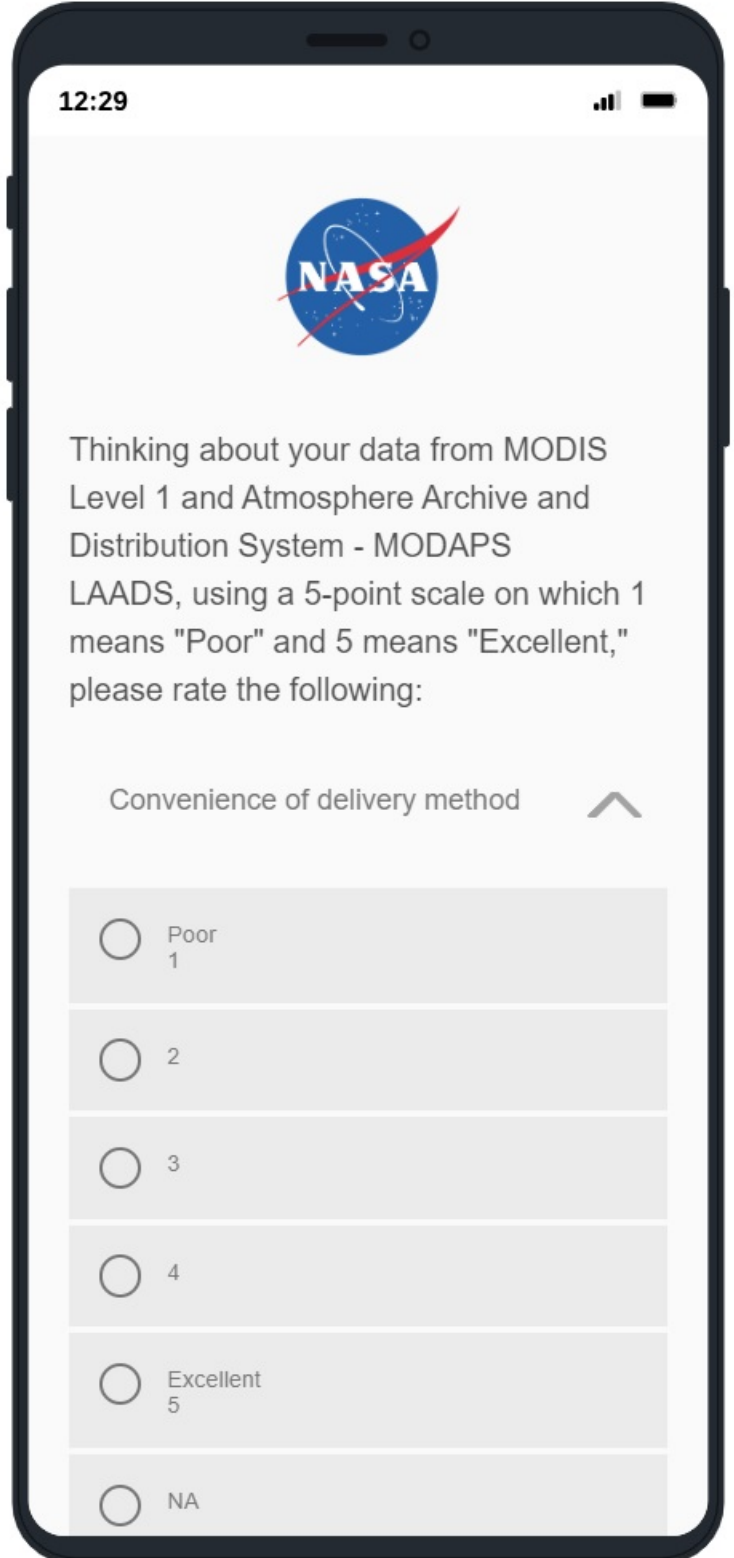 12:29
NASA
Thinking about your data from MODIS
Level 1 and Atmosphere Archive and
Distribution System - MODAPS
LAADS, using a 5-point scale on which 1
means "Poor" and 5 means "Excellent,"
please rate the following:
Convenience of delivery method
Poor
1
2
3
4
Excellent
5
NA